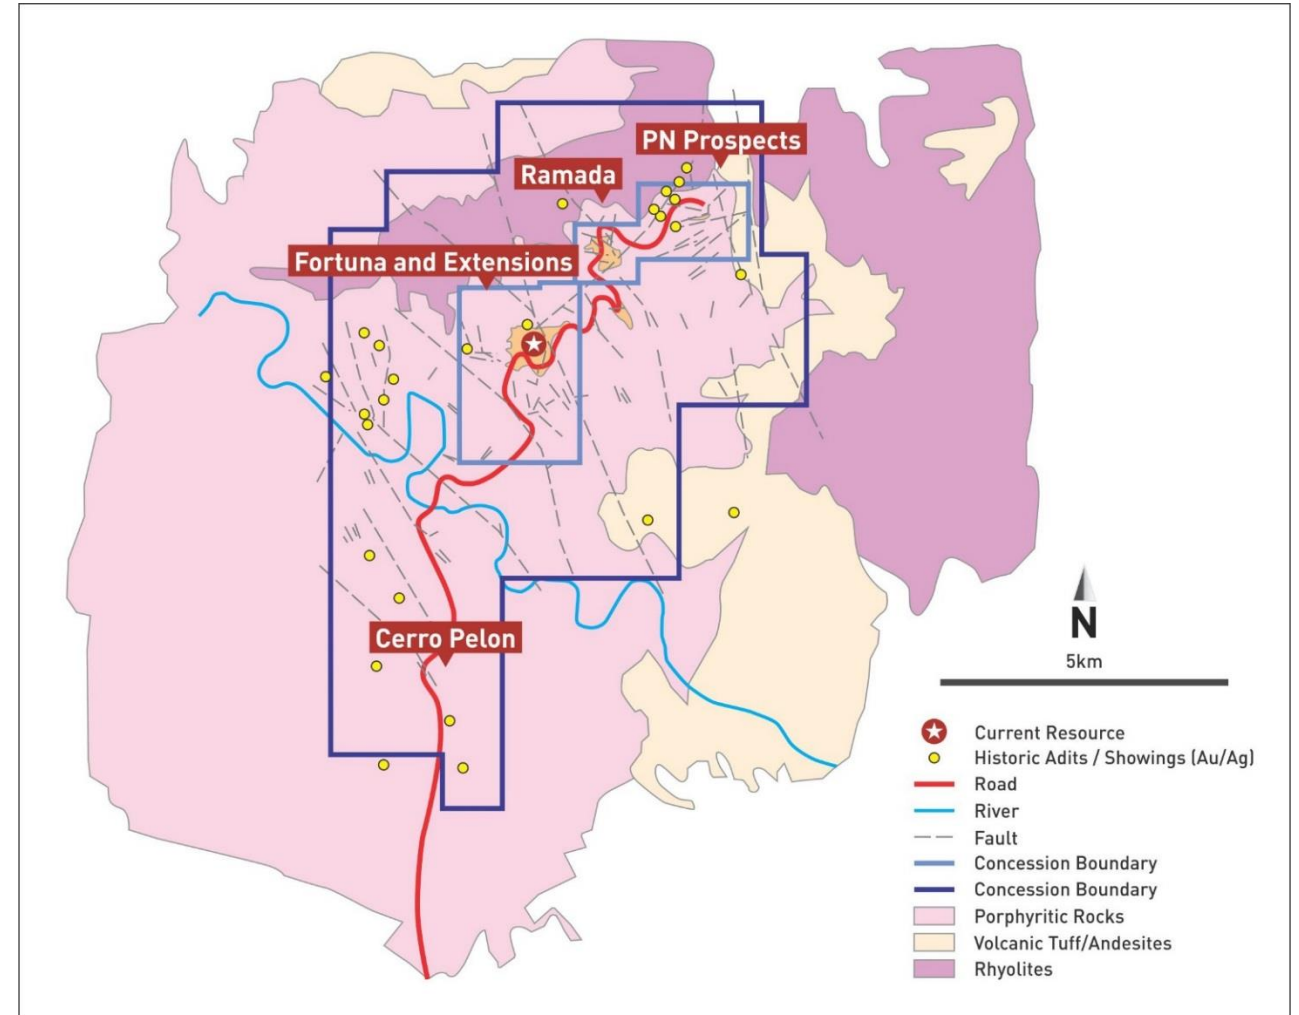 PN Prospects
Ramada
Fortuna and Extensions
Cerro Pelon
N
5km
Current Resource
Historic Adits / Showings (Au/Ag)
Road
River
Fault
Concession Boundary
Concession Boundary
Porphyritic Rocks
Volcanic Tuff/Andesites
Rhyolites